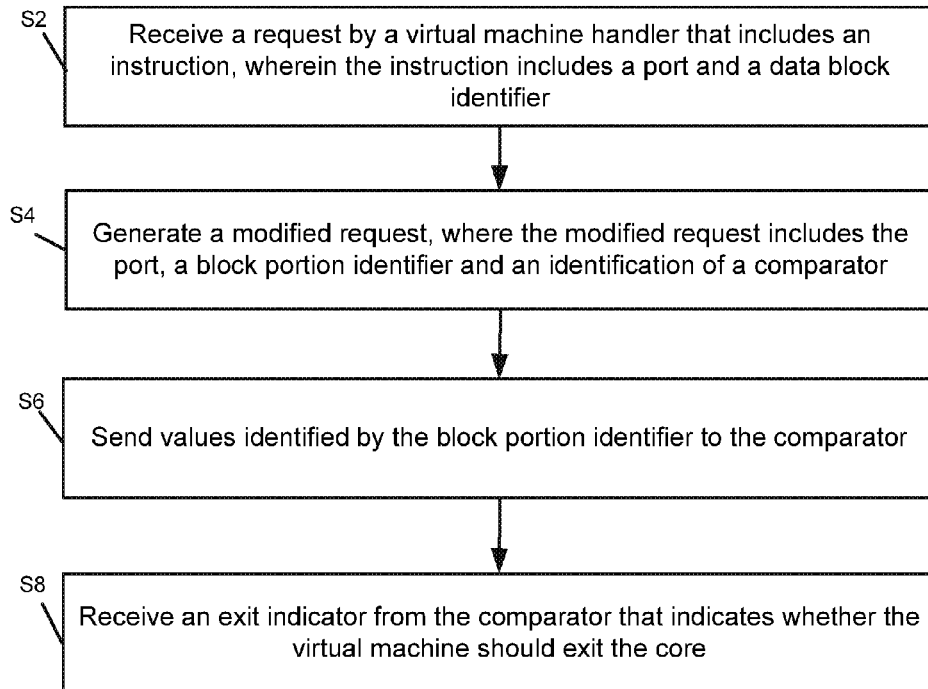 S2
Receive a request by a virtual machine handler that includes an
instruction, wherein the instruction includes a port and a data block
identifier
S4
Generate a modified request, where the modified request includes the
port, a block portion identifier and an identification of a comparator
S6
Send values identified by the block portion identifier to the comparator
S8
Receive an exit indicator from the comparator that indicates whether the
virtual machine should exit the core